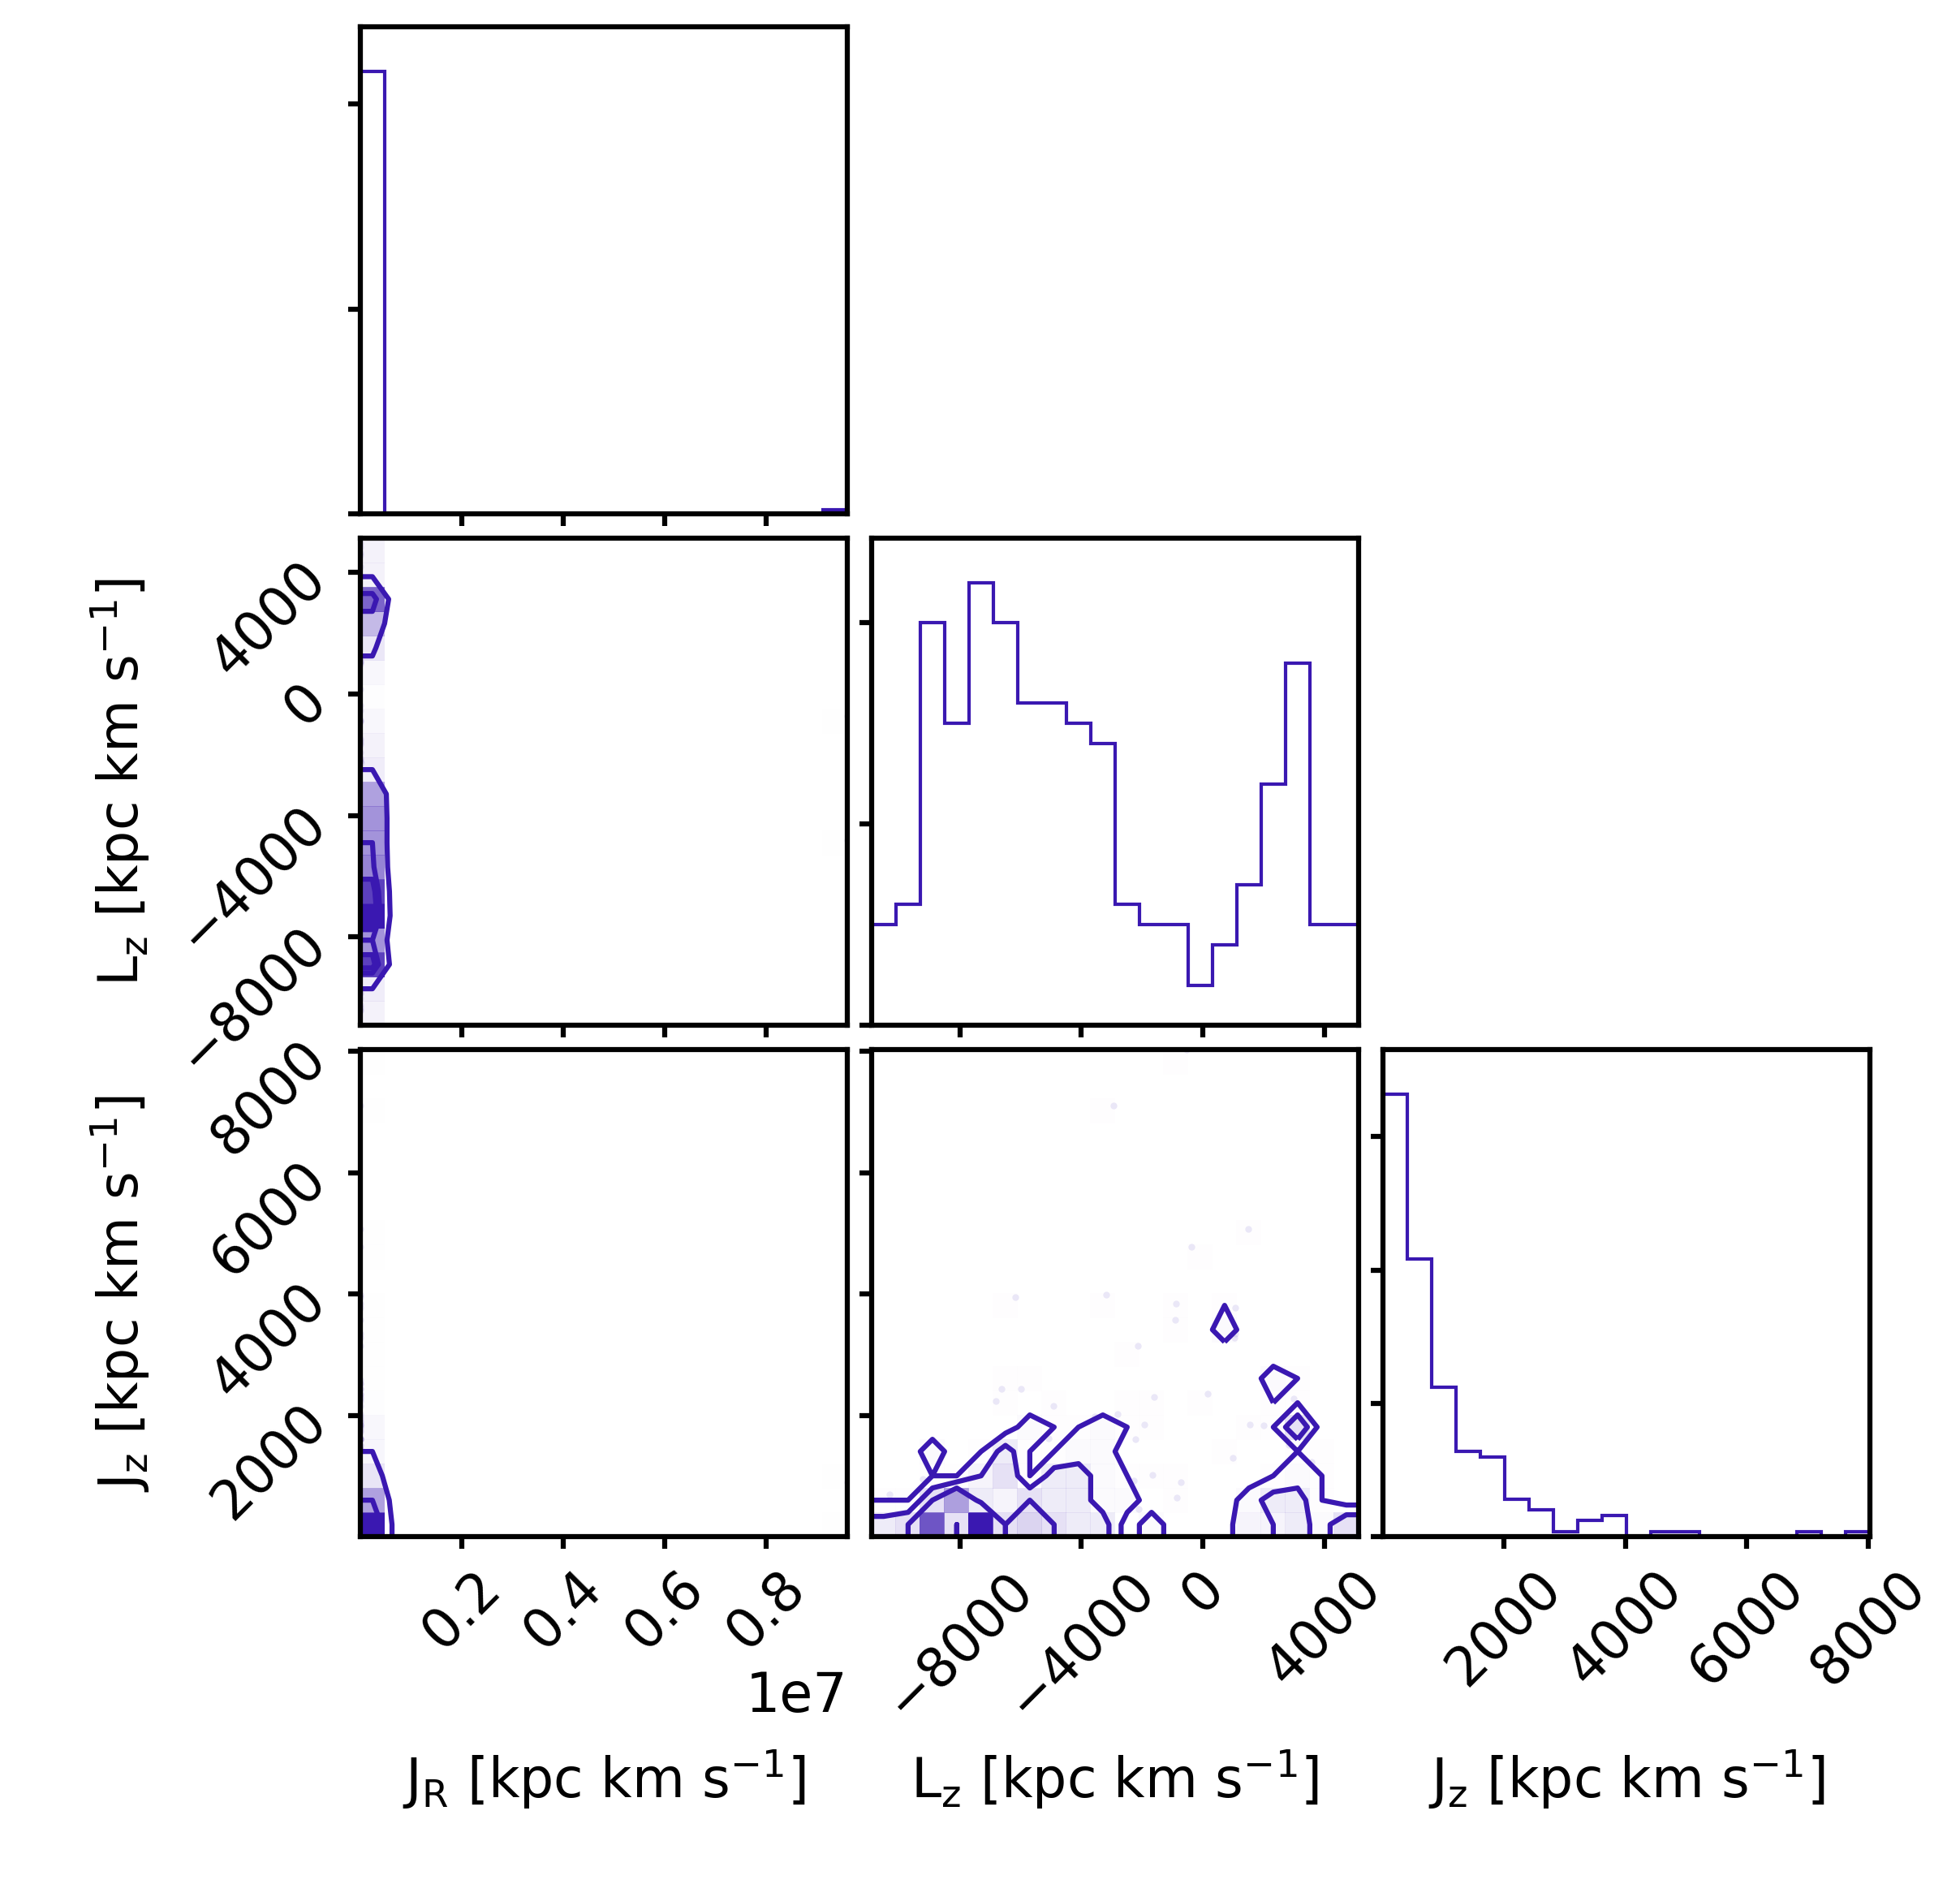 4000
0
−4000
−8000
L_z [kpc km s⁻¹]
8000
6000
4000
2000
J_z [kpc km s⁻¹]
0.2 0.4 0.6 0.8
1e7
J_R [kpc km s⁻¹]
−8000 −4000 0 4000
L_z [kpc km s⁻¹]
2000 4000 6000 8000
J_z [kpc km s⁻¹]